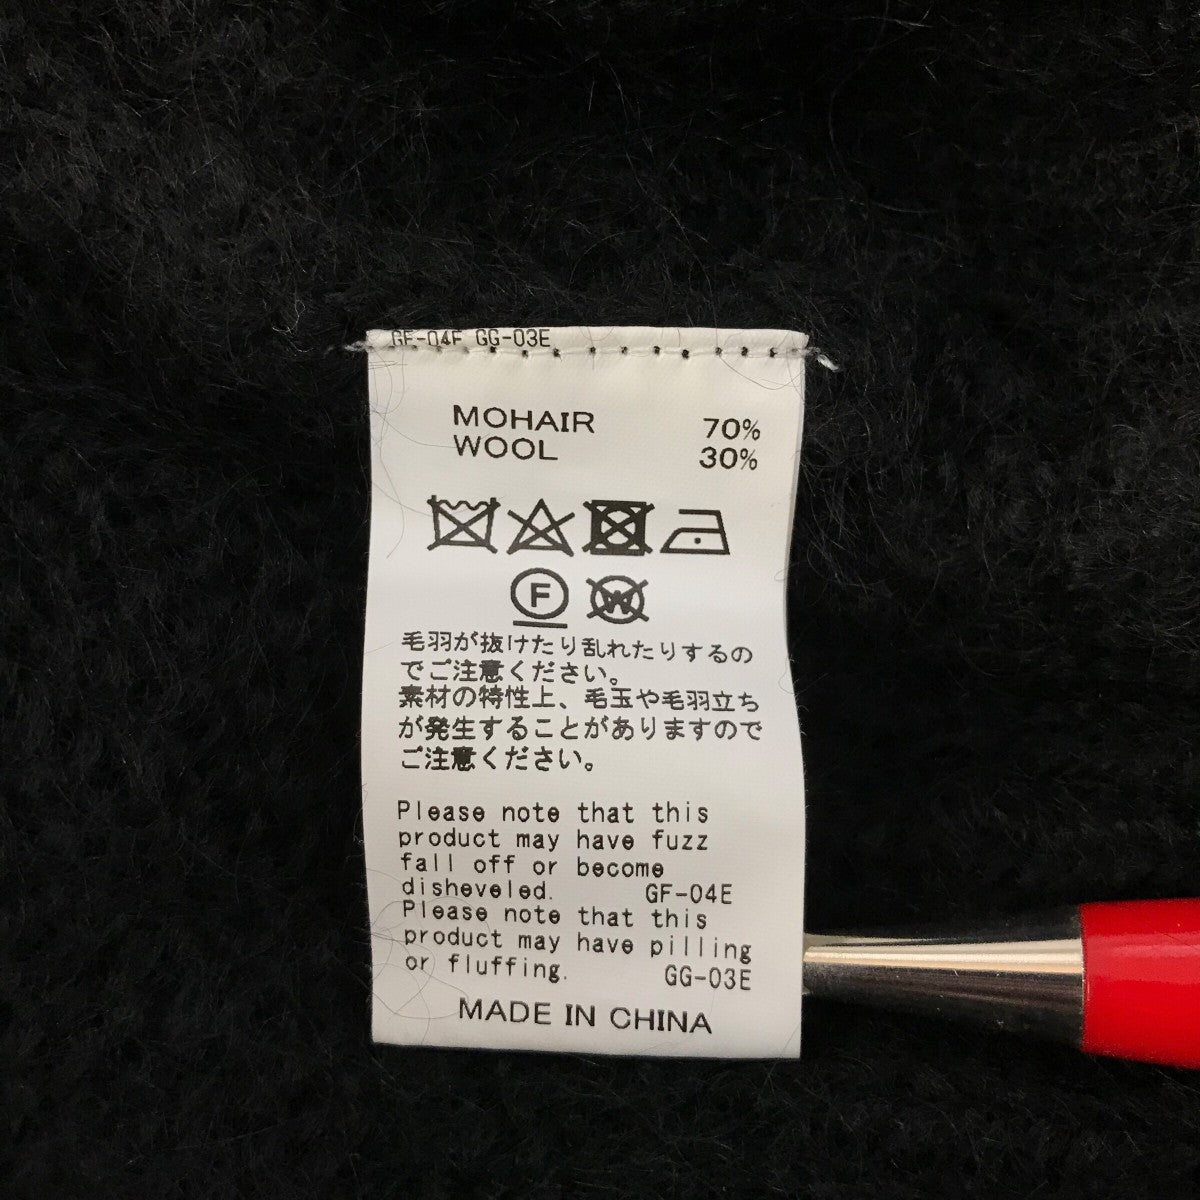 GF-04E GG-03E
MOHAIR 70%
WOOL 30%
F W
毛羽が抜けたり乱れたりするの
でご注意ください。
素材の特性上、毛玉や毛羽立ち
が発生することがありますので
ご注意ください。
Please note that this
product may have fuzz
fall off or become
disheveled. GF-04E
Please note that this
product may have pilling
or fluffing. GG-03E
MADE IN CHINA